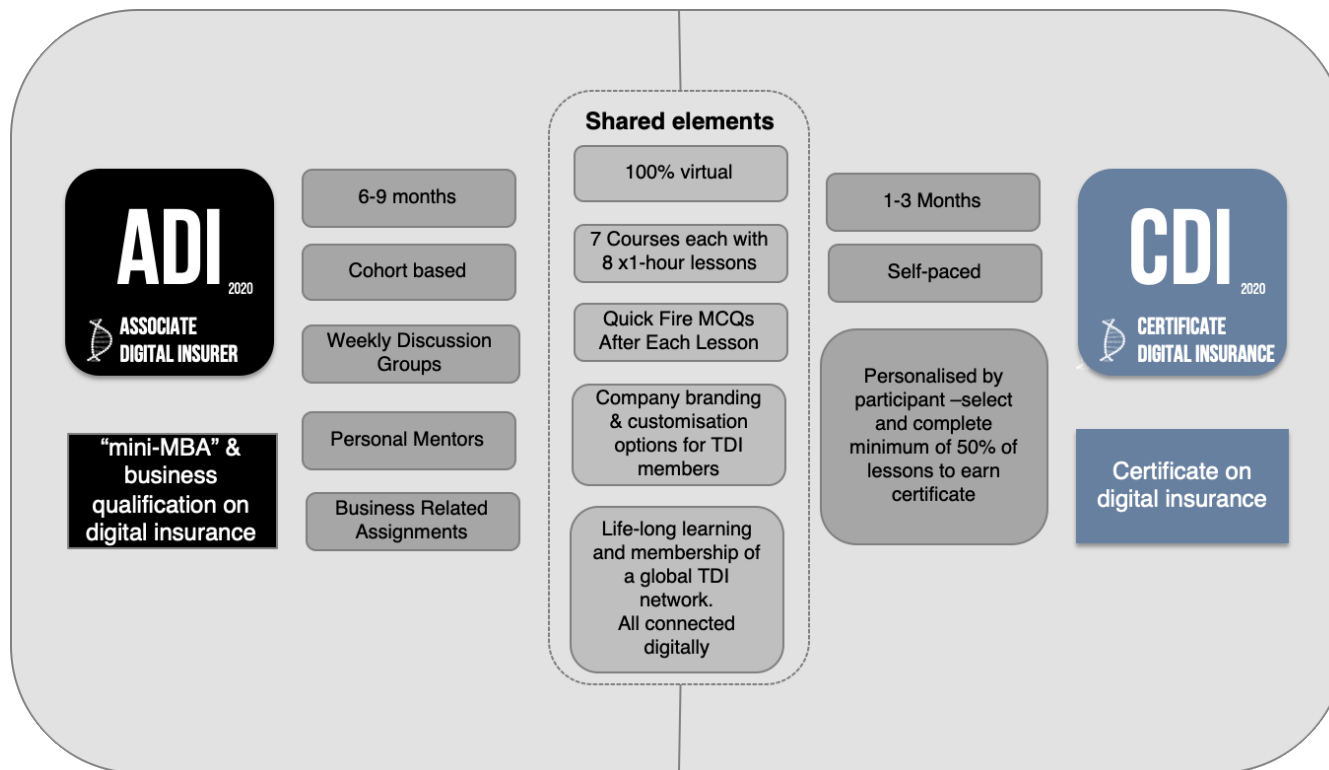 ADI
2020
ASSOCIATE
DIGITAL INSURER
“mini-MBA” &
business
qualification on
digital insurance
6-9 months
Cohort based
Weekly Discussion
Groups
Personal Mentors
Business Related
Assignments
Shared elements
100% virtual
7 Courses each with
8 x1-hour lessons
Quick Fire MCQs
After Each Lesson
Company branding
& customisation
options for TDI
members
Life-long learning
and membership of
a global TDI
network.
All connected
digitally
1-3 Months
Self-paced
Personalised by
participant –select
and complete
minimum of 50% of
lessons to earn
certificate
CDI
2020
CERTIFICATE
DIGITAL INSURANCE
Certificate on
digital insurance